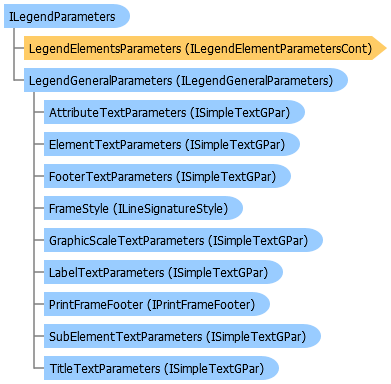 ILegendParameters
LegendElementsParameters (ILegendElementParametersCont)
LegendGeneralParameters (ILegendGeneralParameters)
AttributeTextParameters (ISimpleTextGPar)
ElementTextParameters (ISimpleTextGPar)
FooterTextParameters (ISimpleTextGPar)
FrameStyle (ILineSignatureStyle)
GraphicScaleTextParameters (ISimpleTextGPar)
LabelTextParameters (ISimpleTextGPar)
PrintFrameFooter (IPrintFrameFooter)
SubElementTextParameters (ISimpleTextGPar)
TitleTextParameters (ISimpleTextGPar)